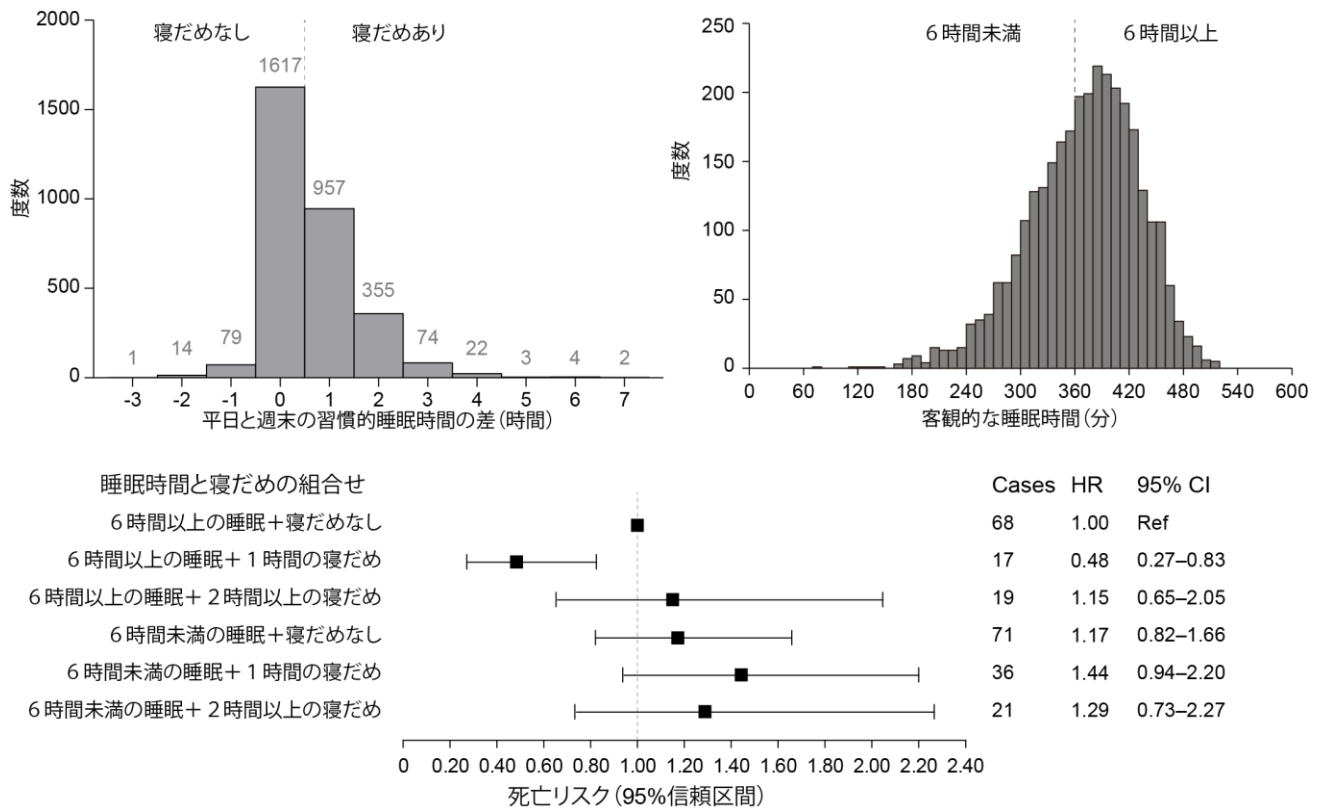 2000
1500
1000
500
0
度数
寝だめなし
寝だめあり
1
14
79
1617
957
355
74
22
3
4
2
-3 -2 -1 0 1 2 3 4 5 6 7
平日と週末の習慣的睡眠時間の差(時間)
250
200
150
100
50
0
度数
6時間未満
6時間以上
0 60 120 180 240 300 360 420 480 540 600
客観的な睡眠時間(分)
睡眠時間と寝だめの組合せ Cases HR 95% CI
6時間以上の睡眠+寝だめなし 68 1.00 Ref
6時間以上の睡眠+1時間の寝だめ 17 0.48 0.27–0.83
6時間以上の睡眠+2時間以上の寝だめ 19 1.15 0.65–2.05
6時間未満の睡眠+寝だめなし 71 1.17 0.82–1.66
6時間未満の睡眠+1時間の寝だめ 36 1.44 0.94–2.20
6時間未満の睡眠+2時間以上の寝だめ 21 1.29 0.73–2.27
0 0.20 0.40 0.60 0.80 1.00 1.20 1.40 1.60 1.80 2.00 2.20 2.40
死亡リスク(95%信頼区間)